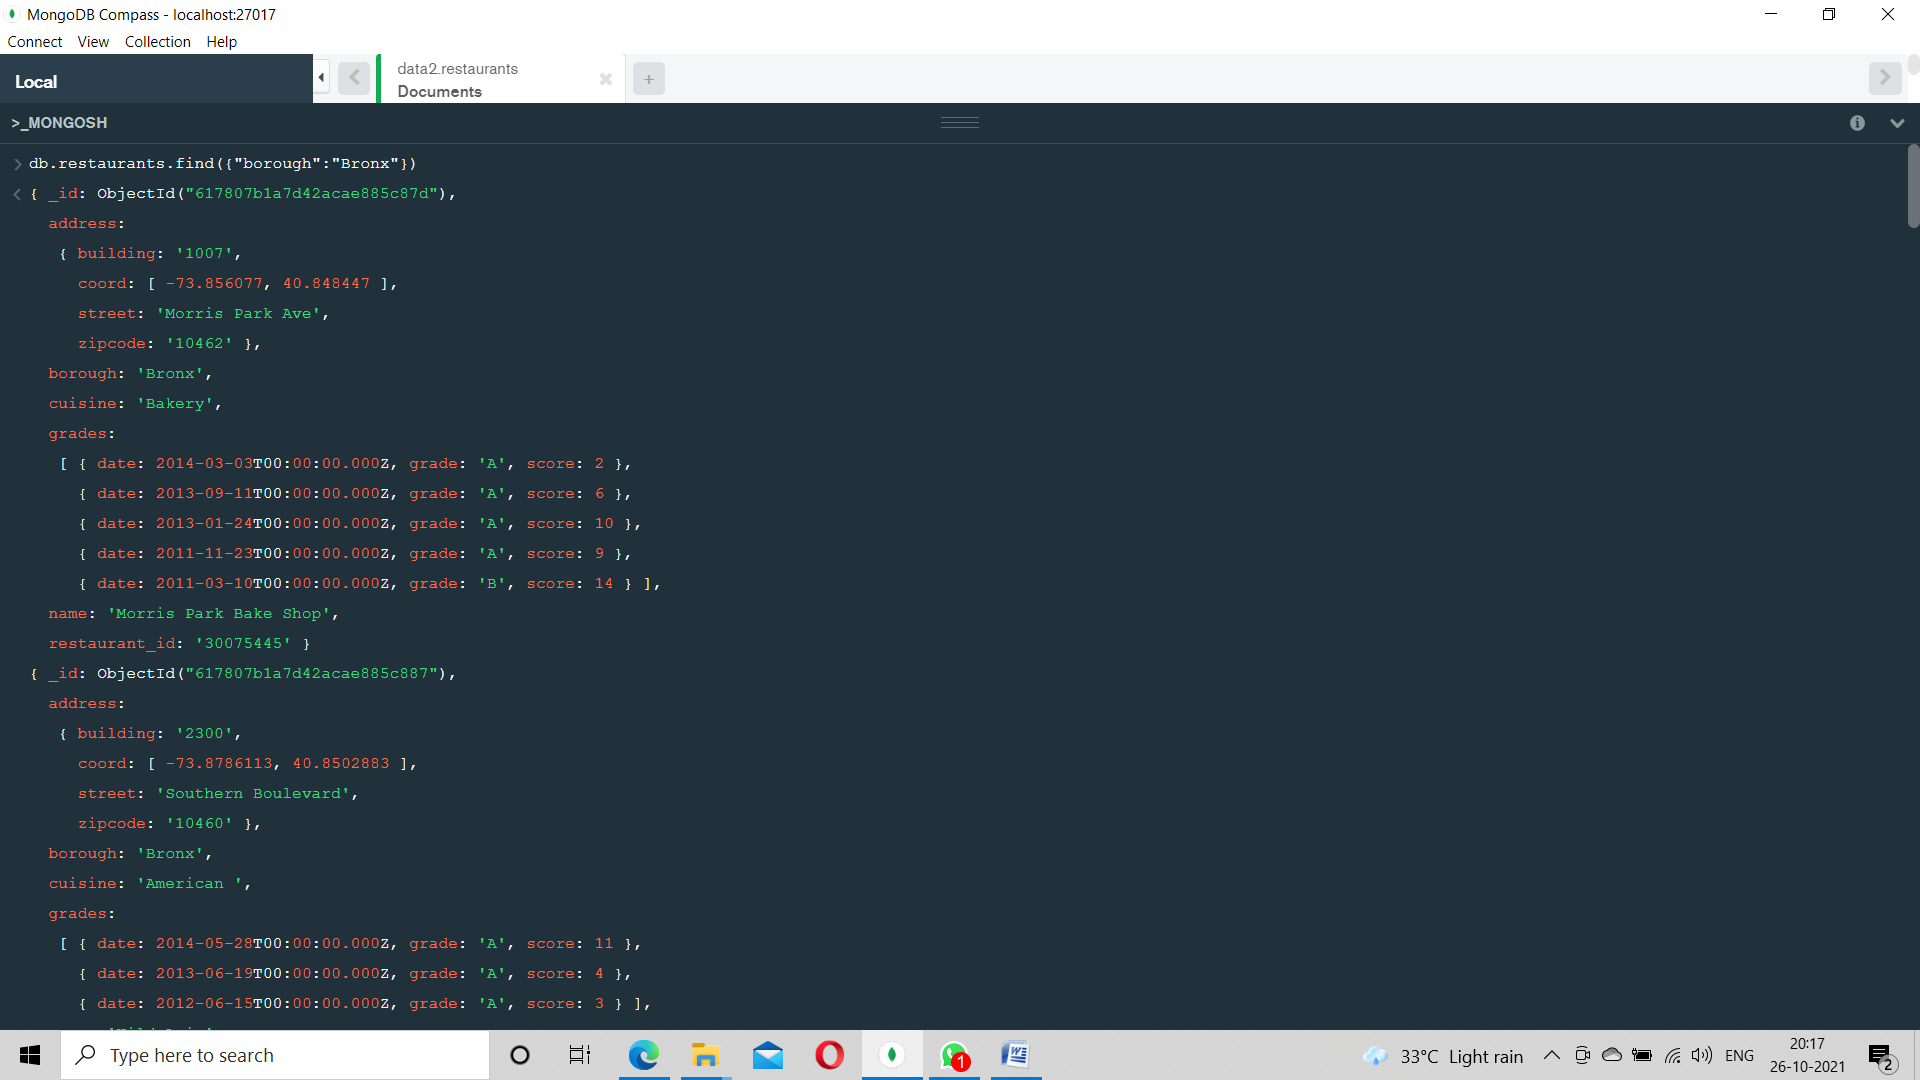 MongoDB Compass - localhost:27017
Connect View Collection Help
Local
data2.restaurants
Documents
>_MONGOSH
db.restaurants.find({"borough":"Bronx"})
{ _id: ObjectId("617807b1a7d42acae885c87d"),
address:
{ building: '1007',
coord: [ -73.856077, 40.848447 ],
street: 'Morris Park Ave',
zipcode: '10462' },
borough: 'Bronx',
cuisine: 'Bakery',
grades:
[ { date: 2014-03-03T00:00:00.000Z, grade: 'A', score: 2 },
{ date: 2013-09-11T00:00:00.000Z, grade: 'A', score: 6 },
{ date: 2013-01-24T00:00:00.000Z, grade: 'A', score: 10 },
{ date: 2011-11-23T00:00:00.000Z, grade: 'A', score: 9 },
{ date: 2011-03-10T00:00:00.000Z, grade: 'B', score: 14 } ],
name: 'Morris Park Bake Shop',
restaurant_id: '30075445' }
{ _id: ObjectId("617807b1a7d42acae885c887"),
address:
{ building: '2300',
coord: [ -73.8786113, 40.8502883 ],
street: 'Southern Boulevard',
zipcode: '10460' },
borough: 'Bronx',
cuisine: 'American ',
grades:
[ { date: 2014-05-28T00:00:00.000Z, grade: 'A', score: 11 },
{ date: 2013-06-19T00:00:00.000Z, grade: 'A', score: 4 },
{ date: 2012-06-15T00:00:00.000Z, grade: 'A', score: 3 } ],
Type here to search
1
33°C Light rain
ENG
20:17
26-10-2021
2